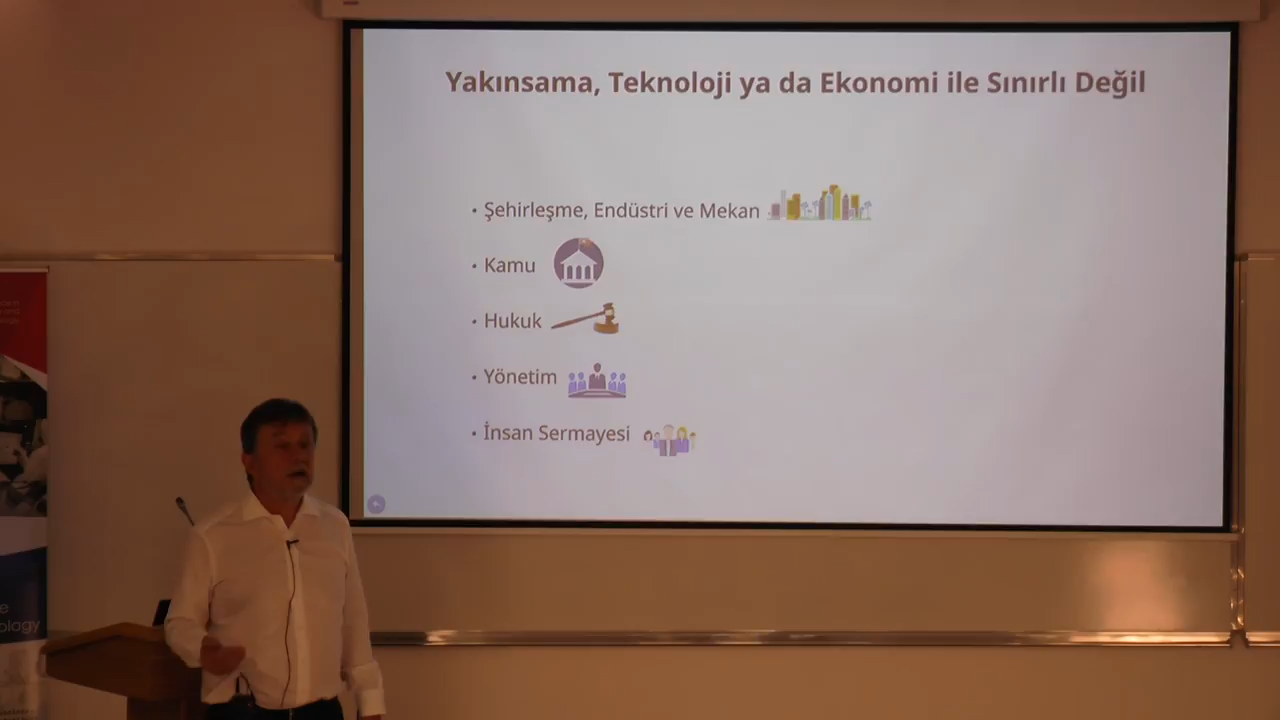 Yakınsama, Teknoloji ya da Ekonomi ile Sınırlı Değil
• Şehirleşme, Endüstri ve Mekan
• Kamu
• Hukuk
• Yönetim
• İnsan Sermayesi